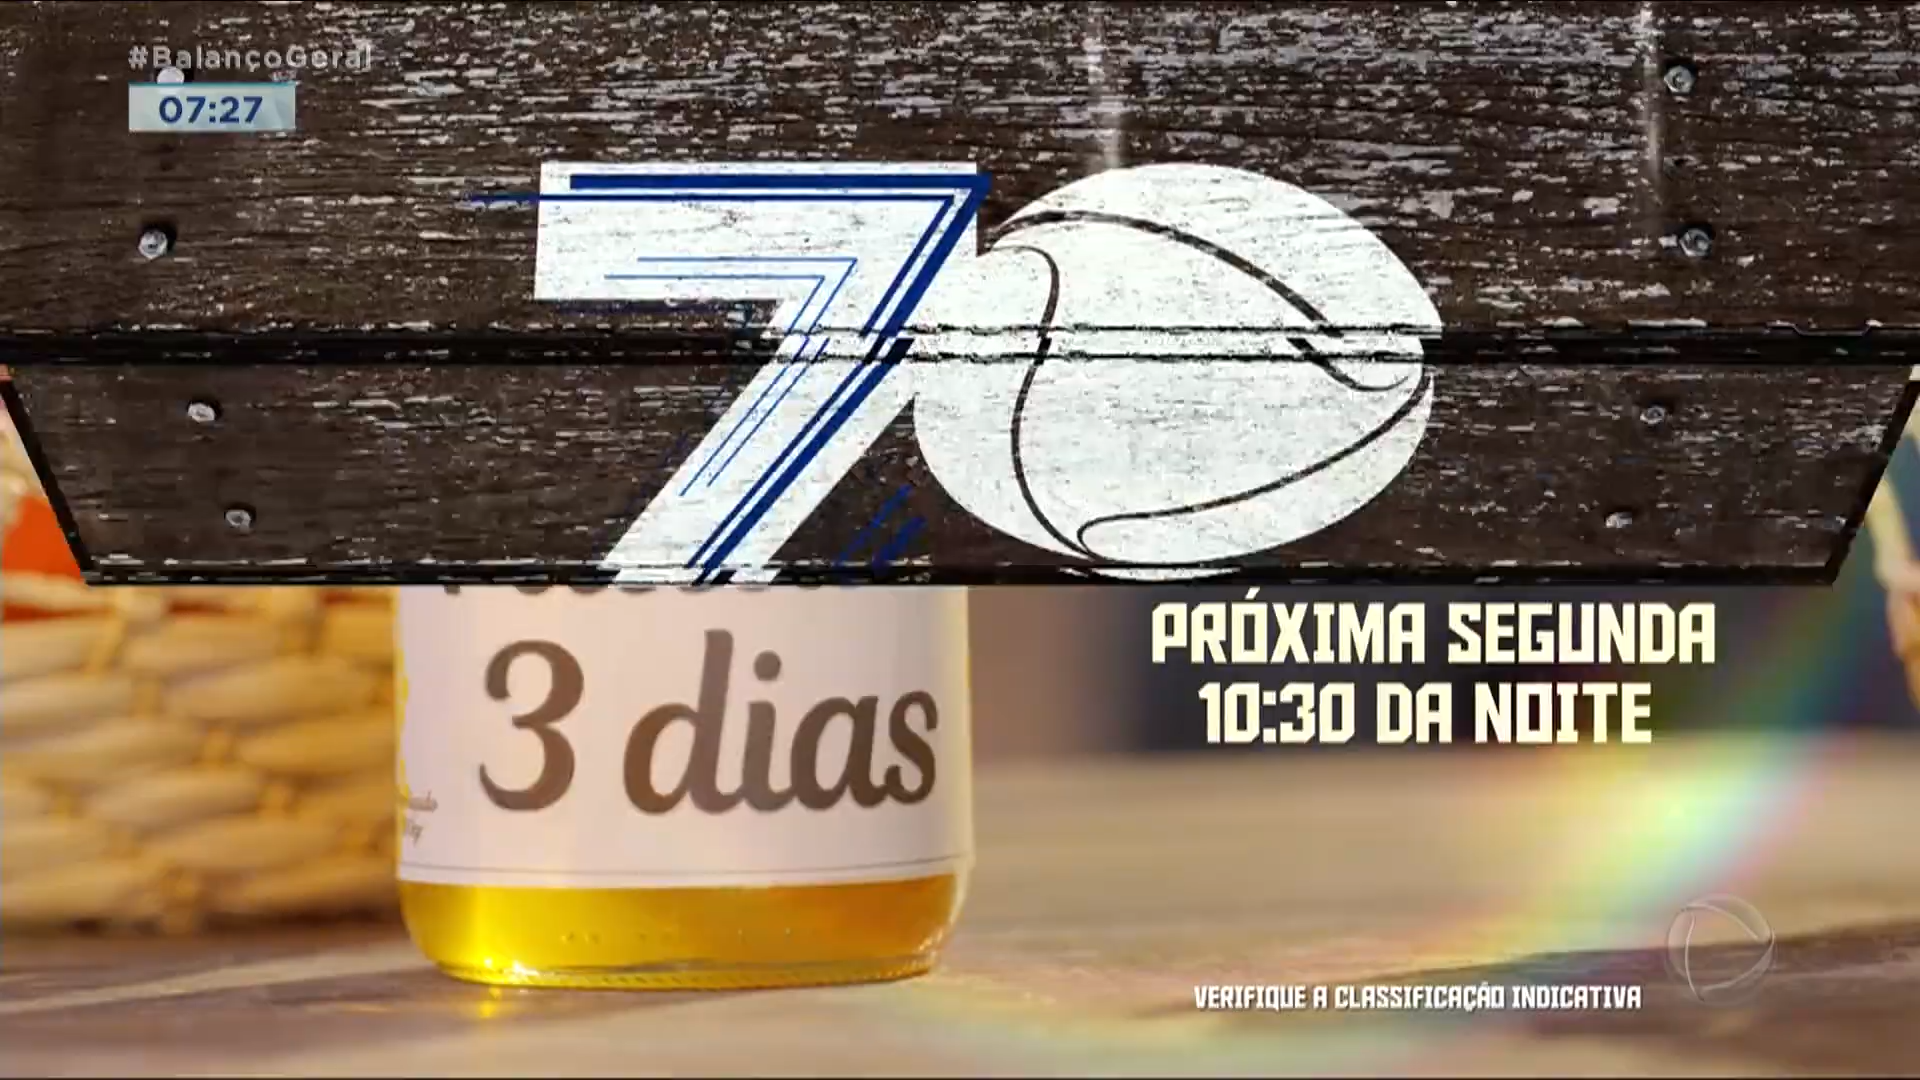 #BalançoGeral
07:27
70
3 dias
PRÓXIMA SEGUNDA
10:30 DA NOITE
VERIFIQUE A CLASSIFICAÇÃO INDICATIVA